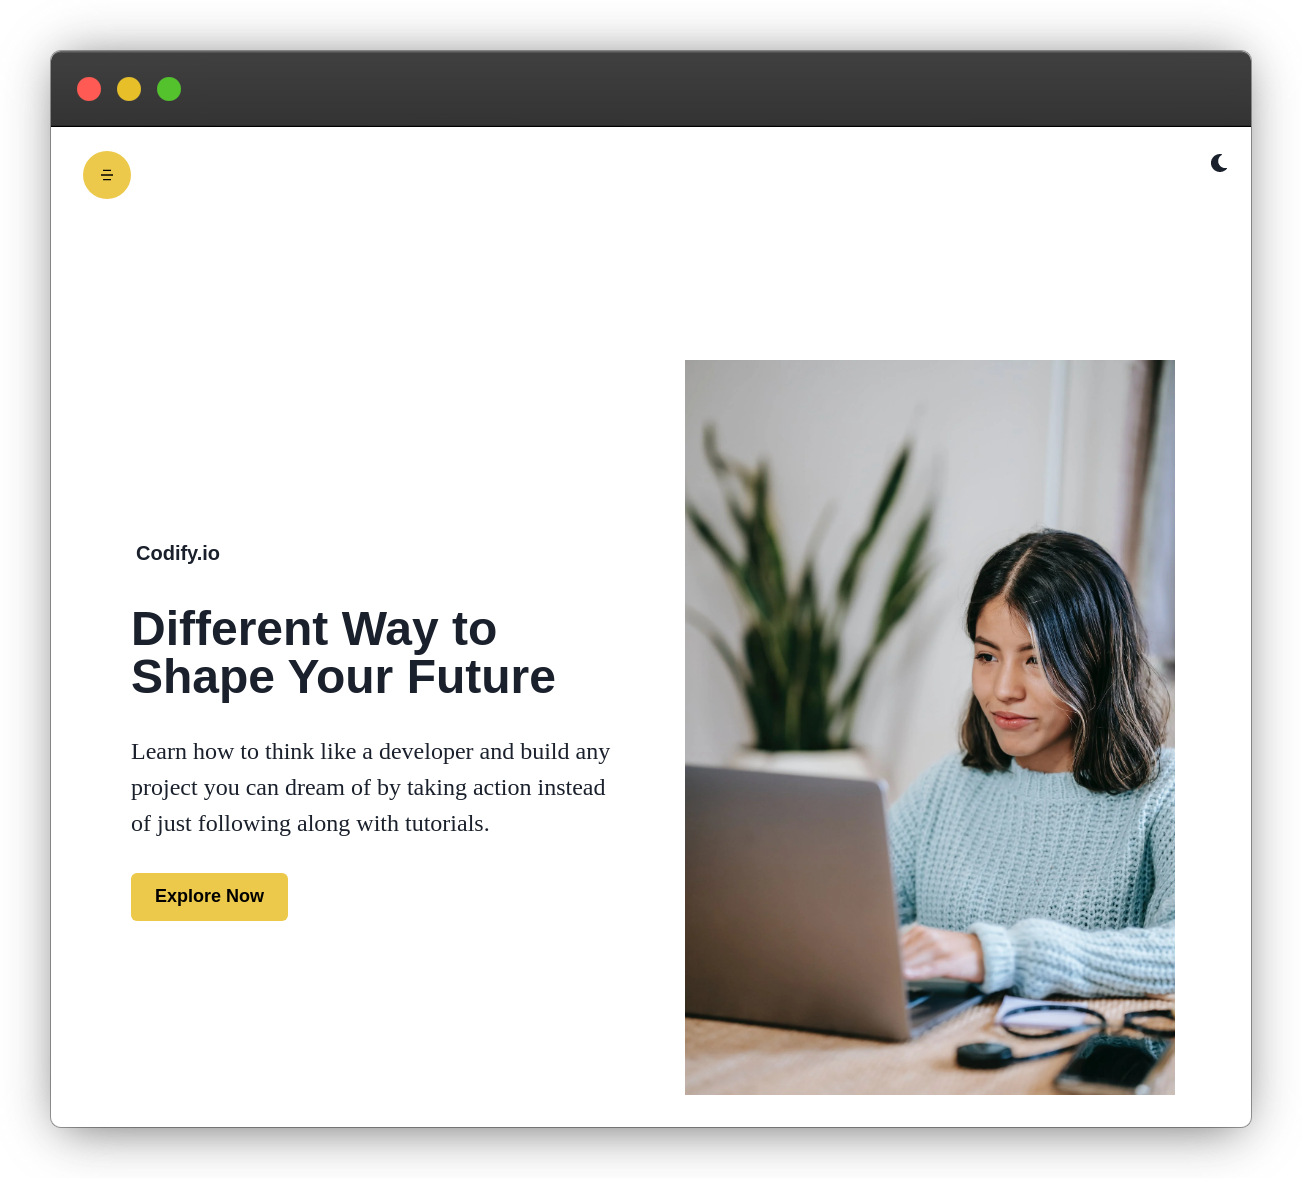 Codify.io
Different Way to
Shape Your Future
Learn how to think like a developer and build any
project you can dream of by taking action instead
of just following along with tutorials.
Explore Now